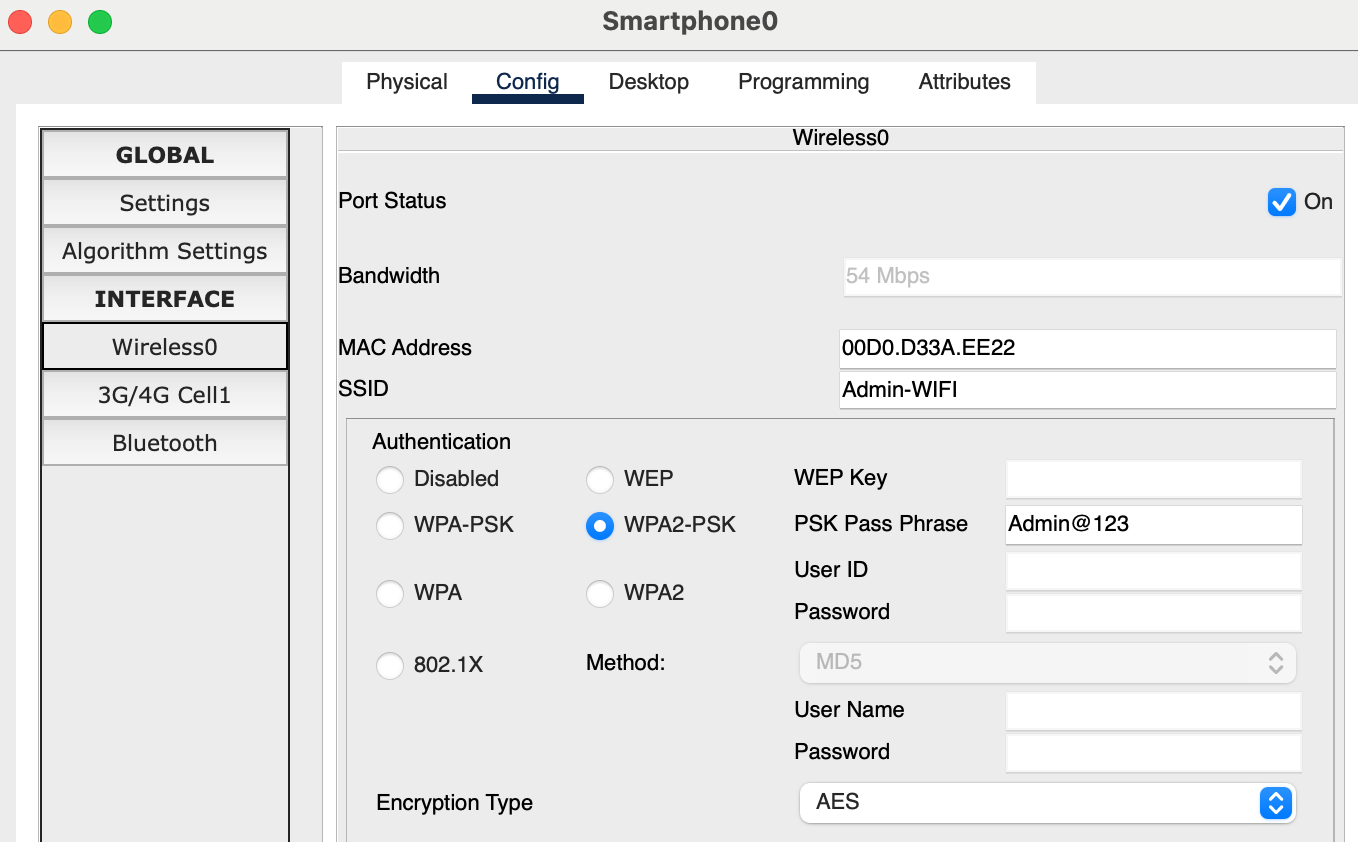 Smartphone0
Physical Config Desktop Programming Attributes
GLOBAL
Settings
Algorithm Settings
INTERFACE
Wireless0
3G/4G Cell1
Bluetooth
Wireless0
Port Status On
Bandwidth 54 Mbps
MAC Address 00D0.D33A.EE22
SSID Admin-WIFI
Authentication
Disabled WEP WEP Key
WPA-PSK WPA2-PSK PSK Pass Phrase Admin@123
User ID
WPA WPA2
Password
802.1X Method: MD5
User Name
Password
Encryption Type AES